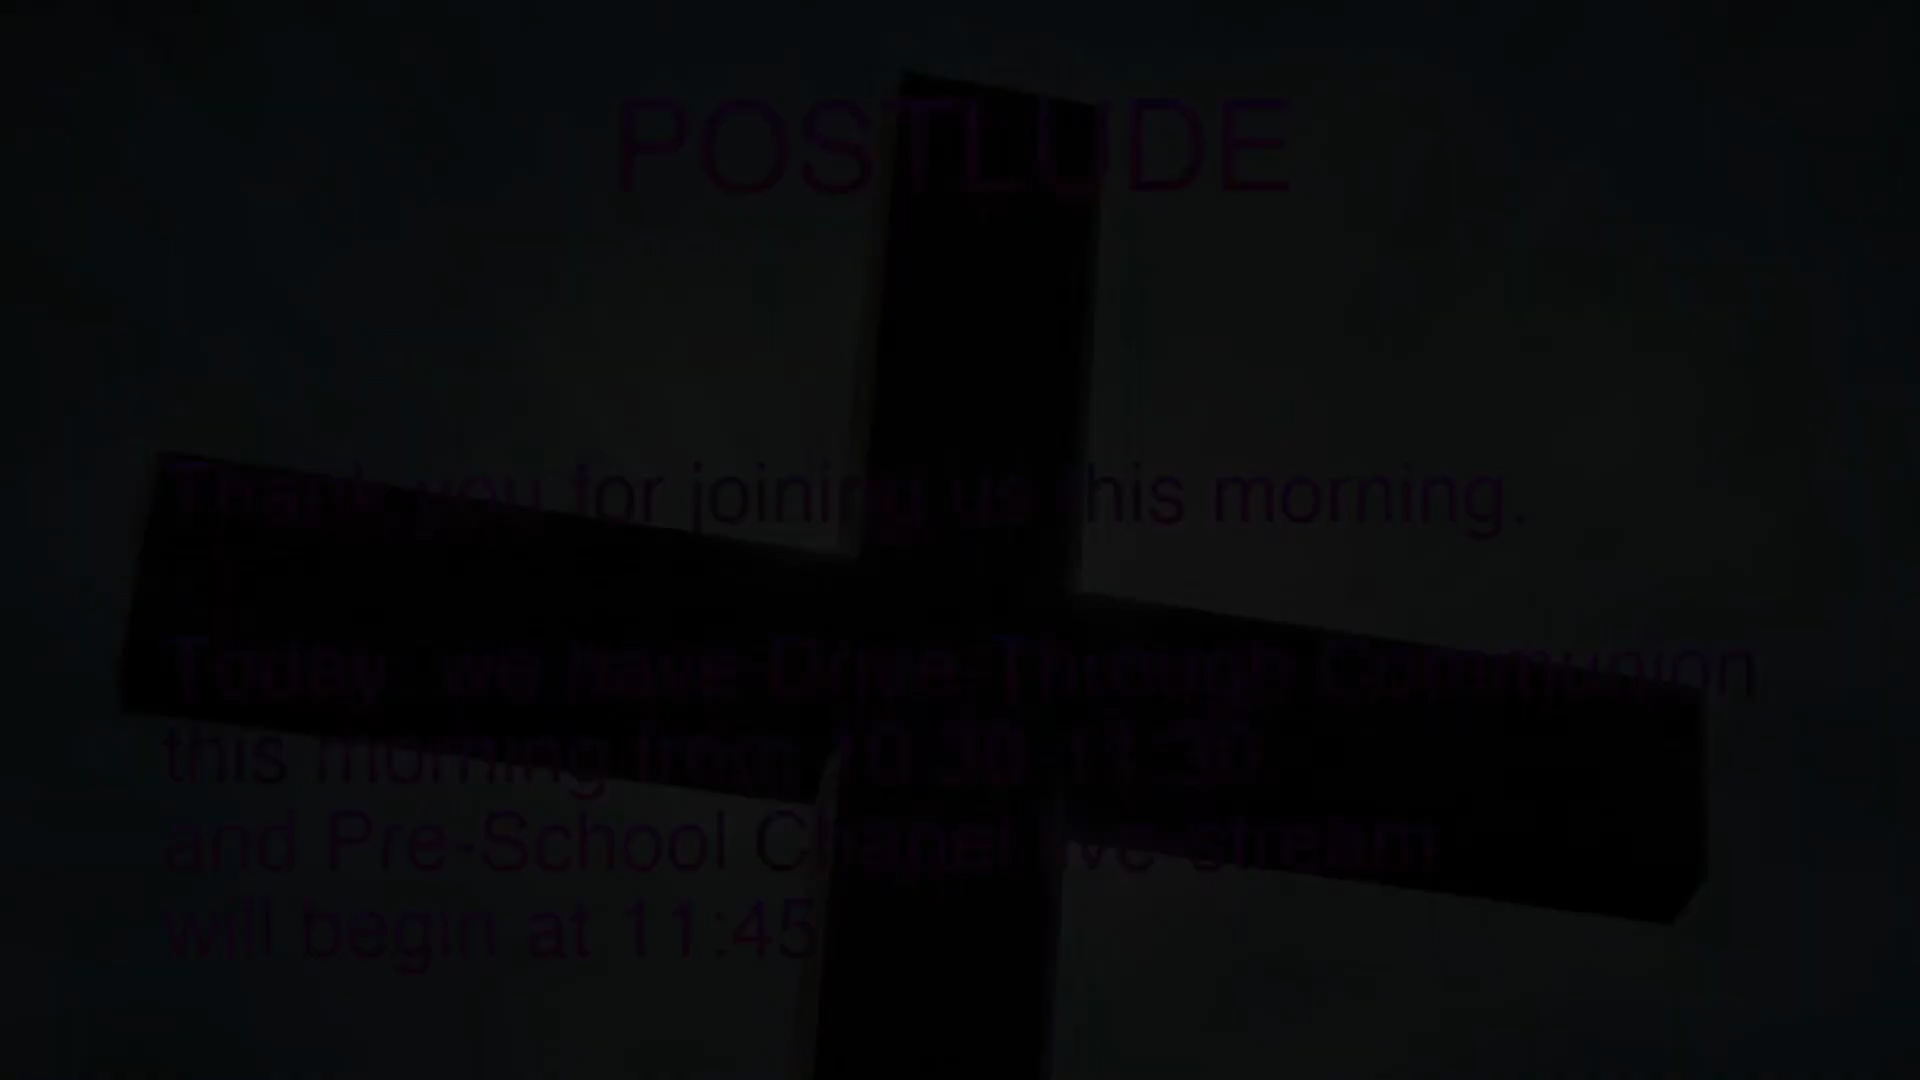 POSTLUDE
Thank you for joining us this morning.
Today, we have Drive Through Communion
this morning from 10:30-11:30
and Pre-School Chapel live-stream
will begin at 11:45